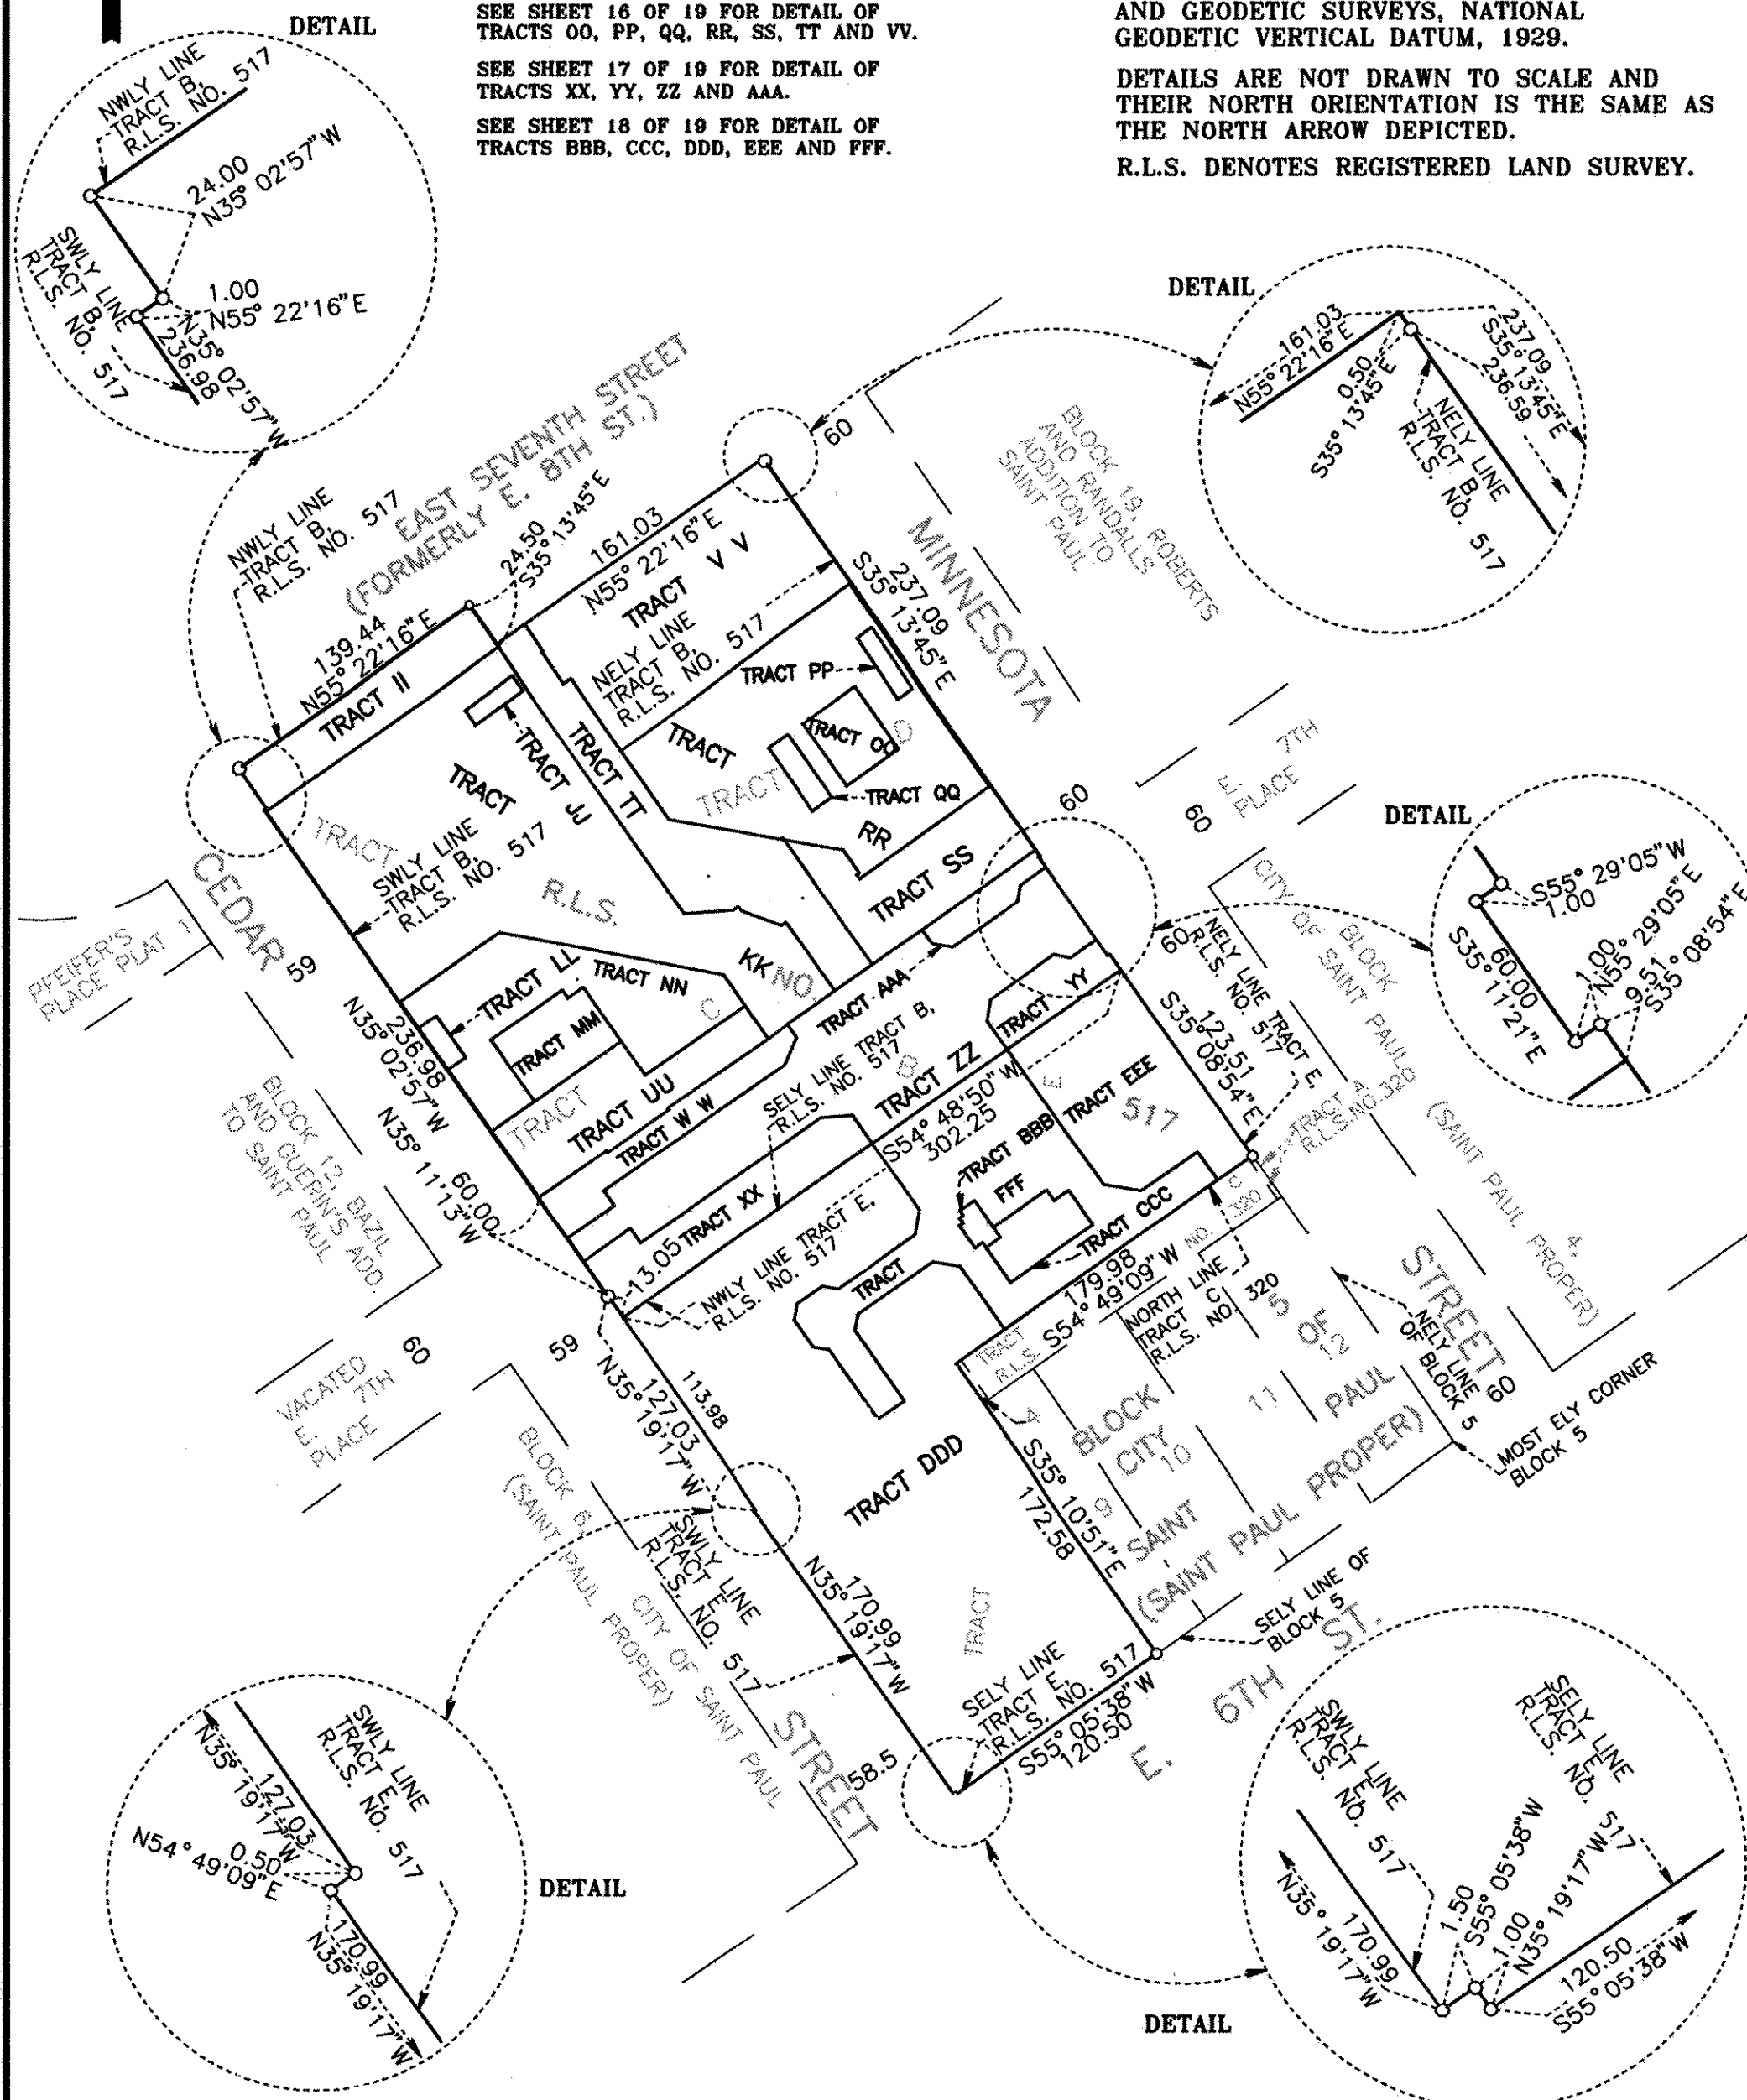 DETAIL
SEE SHEET 16 OF 19 FOR DETAIL OF
TRACTS OO, PP, QQ, RR, SS, TT AND VV.
SEE SHEET 17 OF 19 FOR DETAIL OF
TRACTS XX, YY, ZZ AND AAA.
SEE SHEET 18 OF 19 FOR DETAIL OF
TRACTS BBB, CCC, DDD, EEE AND FFF.
AND GEODETIC SURVEYS, NATIONAL
GEODETIC VERTICAL DATUM, 1929.
DETAILS ARE NOT DRAWN TO SCALE AND
THEIR NORTH ORIENTATION IS THE SAME AS
THE NORTH ARROW DEPICTED.
R.L.S. DENOTES REGISTERED LAND SURVEY.
NWLY LINE
TRACT B,
R.L.S. NO. 517
24.00
N35° 02'57"W
SWLY LINE
TRACT B,
R.L.S. NO. 517
1.00
N55° 22'16"E
N35° 02'57"W
236.98
DETAIL
161.03
N55° 22'16"E
0.50
S35° 13'45"E
237.09
S35° 13'45"E
236.59
NELY LINE
TRACT B,
R.L.S. NO. 517
NWLY LINE
TRACT B,
R.L.S. NO. 517
EAST SEVENTH STREET
(FORMERLY E. 8TH ST.)
60
BLOCK 19, ROBERTS
AND RANDALLS
ADDITION TO
SAINT PAUL
139.44
N55° 22'16"E
24.50
S35° 13'45"E
161.03
N55° 22'16"E
TRACT II
TRACT V V
NELY LINE
TRACT B,
R.L.S. NO. 517
237.09
S35° 13'45"E
MINNESOTA
TRACT PP
TRACT OO
D
TRACT QQ
TRACT
TRACT
RR
TRACT SS
TRACT TT
TRACT JJ
TRACT
TRACT
SWLY LINE
TRACT B,
R.L.S. NO. 517
R.L.S.
KK
NO.
60
60
E. 7TH
PLACE
DETAIL
S55° 29'05"W
1.00
60.00
S35° 11'21"E
1.00
N55° 29'05"E
9.51
S35° 08'54"E
CEDAR
59
PFEIFER'S
PLACE PLAT 1
BLOCK 12, BAZIL
AND GUERIN'S ADD.
TO SAINT PAUL
236.98
N35° 02'57"W
60.00
N35° 11'13"W
TRACT LL
TRACT NN
TRACT MM
C
TRACT
TRACT UU
TRACT W W
TRACT AAA
SELY LINE TRACT B,
R.L.S. NO. 517
B
TRACT ZZ
TRACT YY
S54° 48'50"W
302.25
TRACT XX
13.05
NWLY LINE TRACT E,
R.L.S. NO. 517
60
NELY LINE TRACT E
R.L.S. NO. 517
123.51
S35° 08'54"E
E
TRACT EEE
517
TRACT BBB
FFF
TRACT CCC
TRACT A
R.L.S.NO.320
CITY OF SAINT PAUL
BLOCK 4,
(SAINT PAUL PROPER)
179.98
S54° 49'09"W
TRACT C
R.L.S. NO. 320
NORTH LINE
TRACT C
R.L.S. NO. 320
TRACT
VACATED
E. 7TH
PLACE
60
59
113.98
127.03
N35° 19'17"W
BLOCK 6,
CITY OF SAINT PAUL
(SAINT PAUL PROPER)
SWLY LINE
TRACT E,
R.L.S. NO. 517
TRACT DDD
S35° 10'51"E
172.58
170.99
N35° 19'17"W
TRACT
4
9
10
11
12
BLOCK 5 OF
CITY
SAINT PAUL
(SAINT PAUL PROPER)
STREET
60
NELY LINE
OF BLOCK 5
MOST ELY CORNER
BLOCK 5
SELY LINE OF
BLOCK 5
SELY LINE
TRACT E,
R.L.S. NO. 517
S55° 05'38"W
120.50
E. 6TH ST.
STREET
58.5
DETAIL
N35° 19'17"W
127.03
N54°49'09"E
0.50
SWLY LINE
TRACT E,
R.L.S. NO. 517
170.99
N35° 19'17"W
DETAIL
SWLY LINE
TRACT E,
R.L.S. NO. 517
SELY LINE
TRACT E,
R.L.S. NO. 517
N35° 19'17"W
170.99
1.50
S55° 05'38"W
1.00
N35° 19'17"W
120.50
S55° 05'38"W